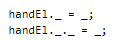 handEl._ = _;
handEl._._ = _;